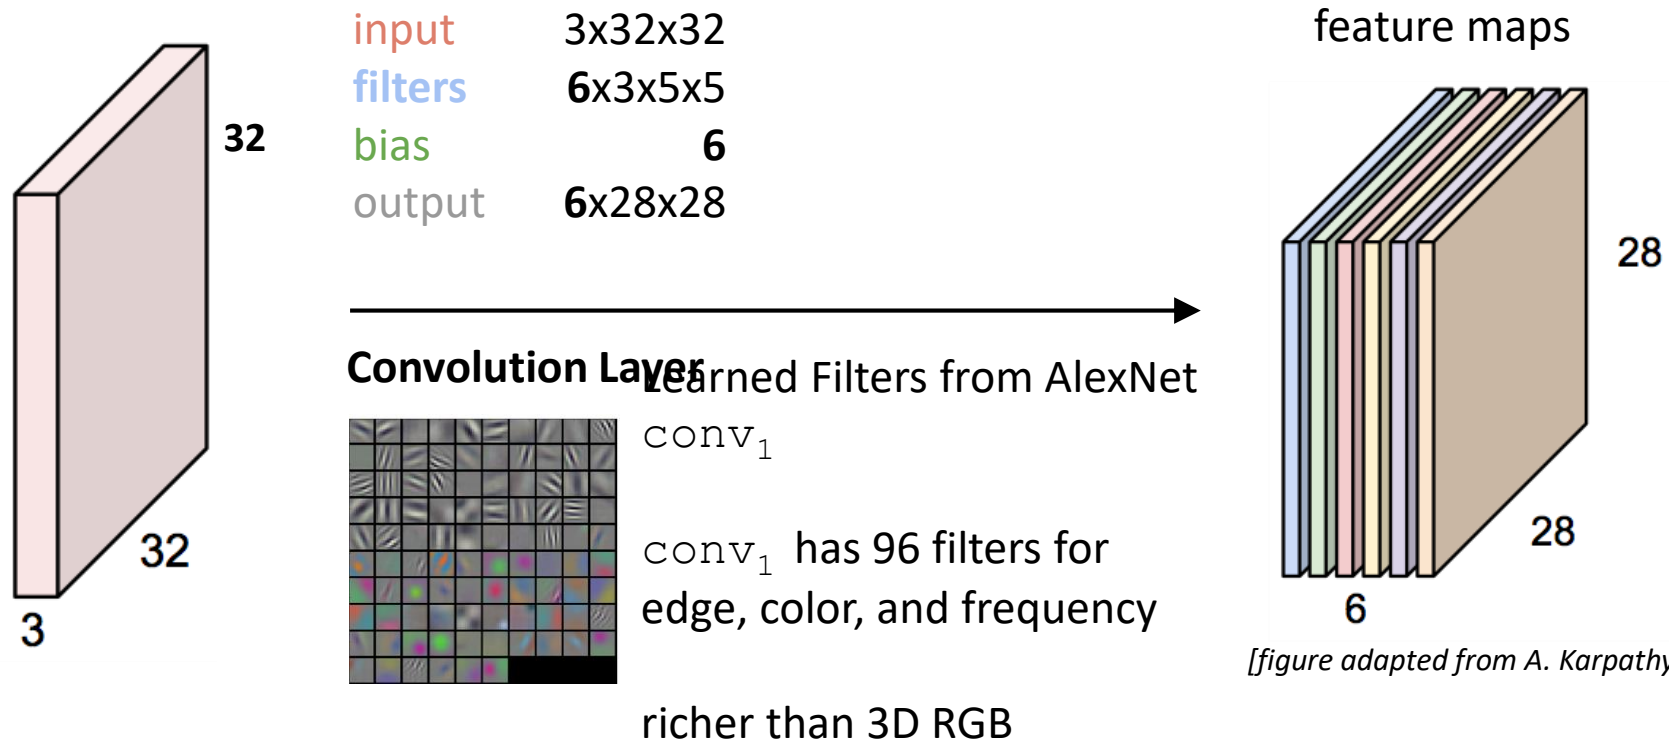 32
32
3
input 3x32x32
filters 6x3x5x5
bias 6
output 6x28x28
Convolution Layer
Learned Filters from AlexNet
conv1
conv1 has 96 filters for
edge, color, and frequency
richer than 3D RGB
feature maps
28
28
6
[figure adapted from A. Karpathy